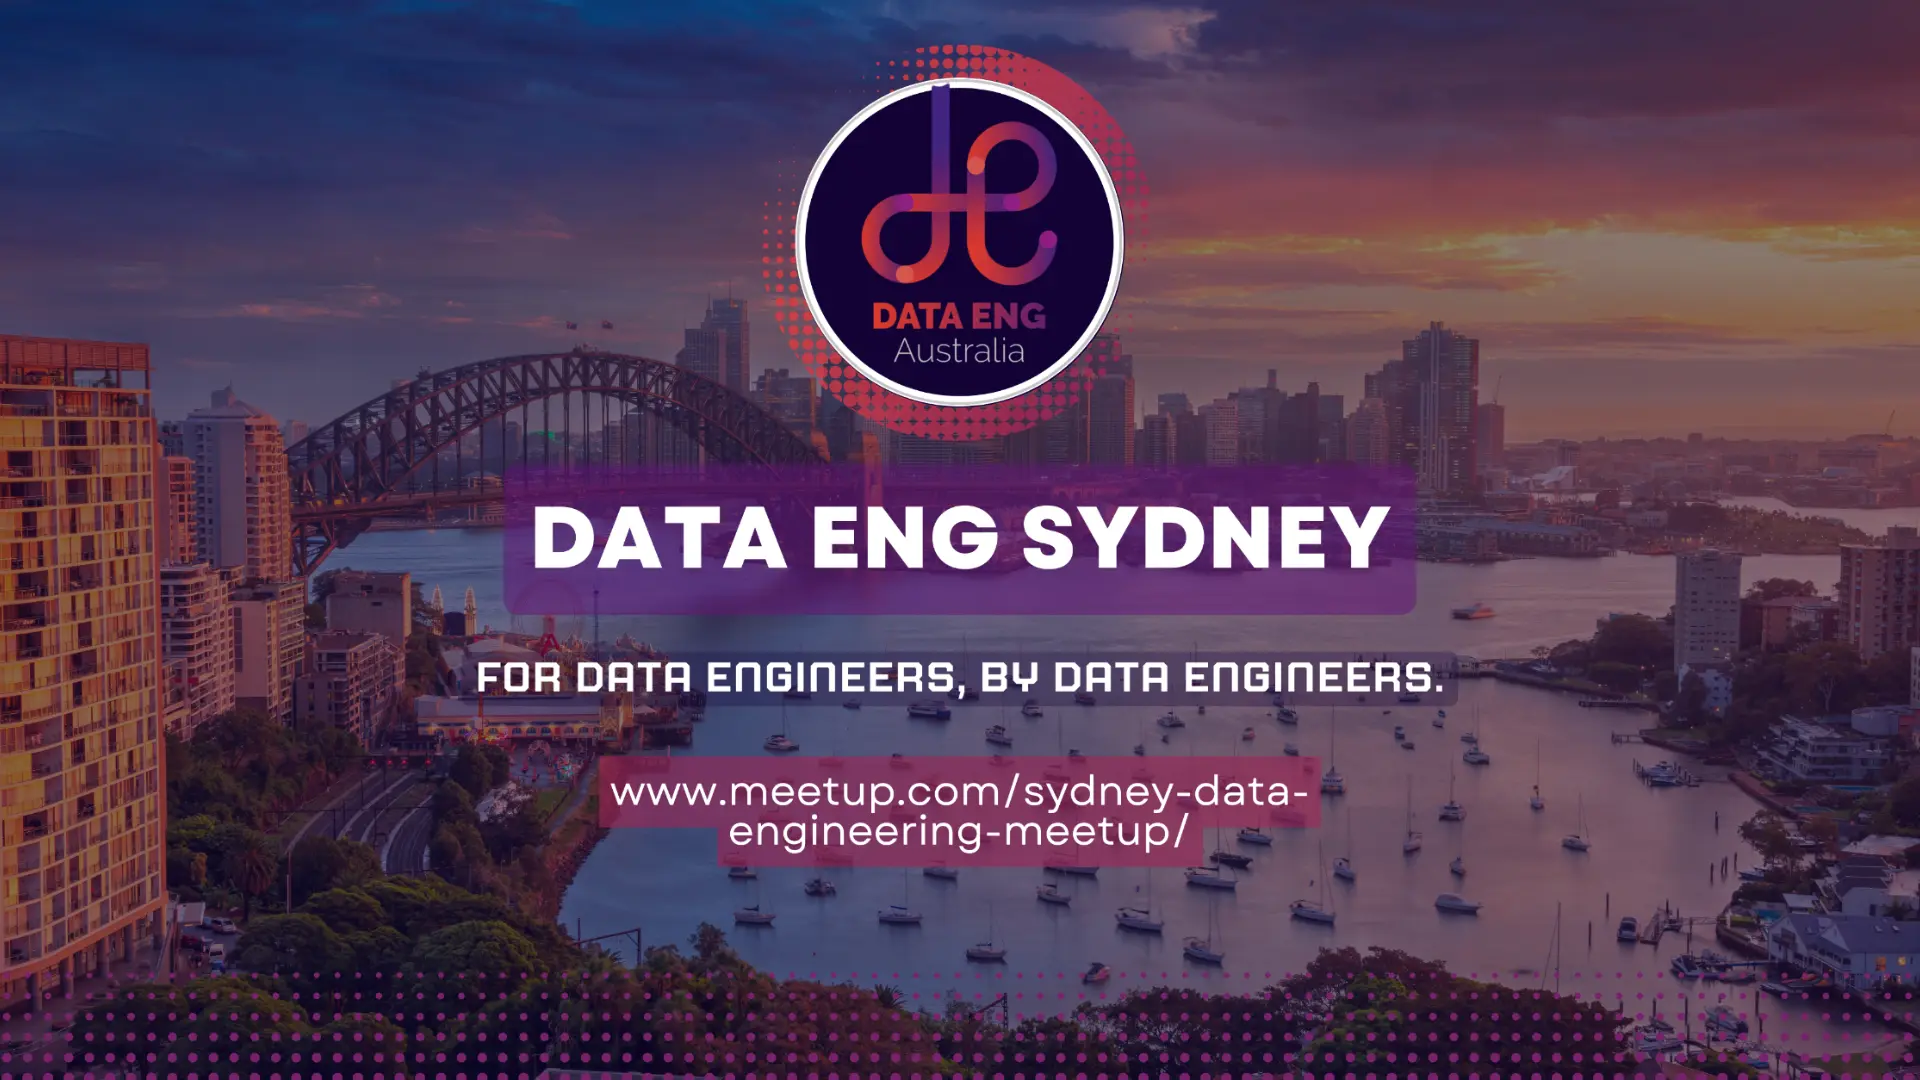 DATA ENG
Australia
DATA ENG SYDNEY
FOR DATA ENGINEERS, BY DATA ENGINEERS.
www.meetup.com/sydney-data-
engineering-meetup/